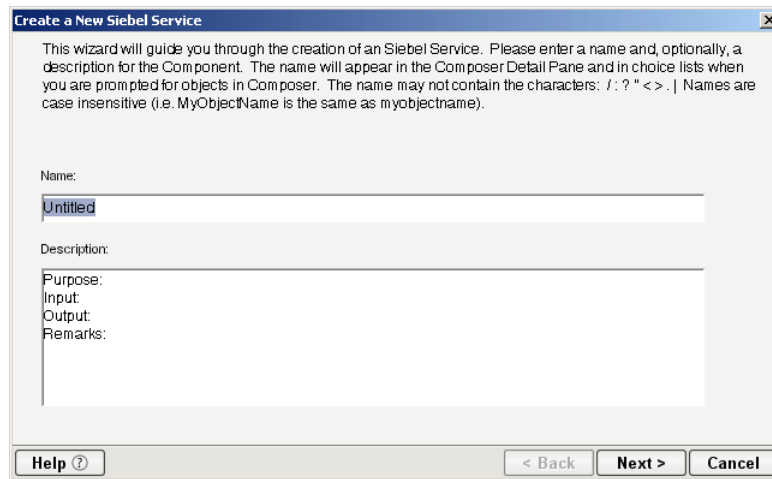 Create a New Siebel Service
This wizard will guide you through the creation of an Siebel Service. Please enter a name and, optionally, a
description for the Component. The name will appear in the Composer Detail Pane and in choice lists when
you are prompted for objects in Composer. The name may not contain the characters: / : ? " < > . | Names are
case insensitive (i.e. MyObjectName is the same as myobjectname).
Name:
Untitled
Description:
Purpose:
Input:
Output:
Remarks:
Help ?
< Back
Next >
Cancel